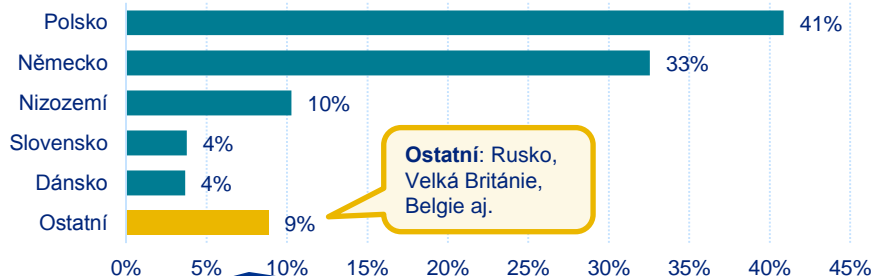 Polsko 41%
Německo 33%
Nizozemí 10%
Slovensko 4%
Dánsko 4%
Ostatní 9%
Ostatní: Rusko,
Velká Británie,
Belgie aj.
0% 5% 10% 15% 20% 25% 30% 35% 40% 45%